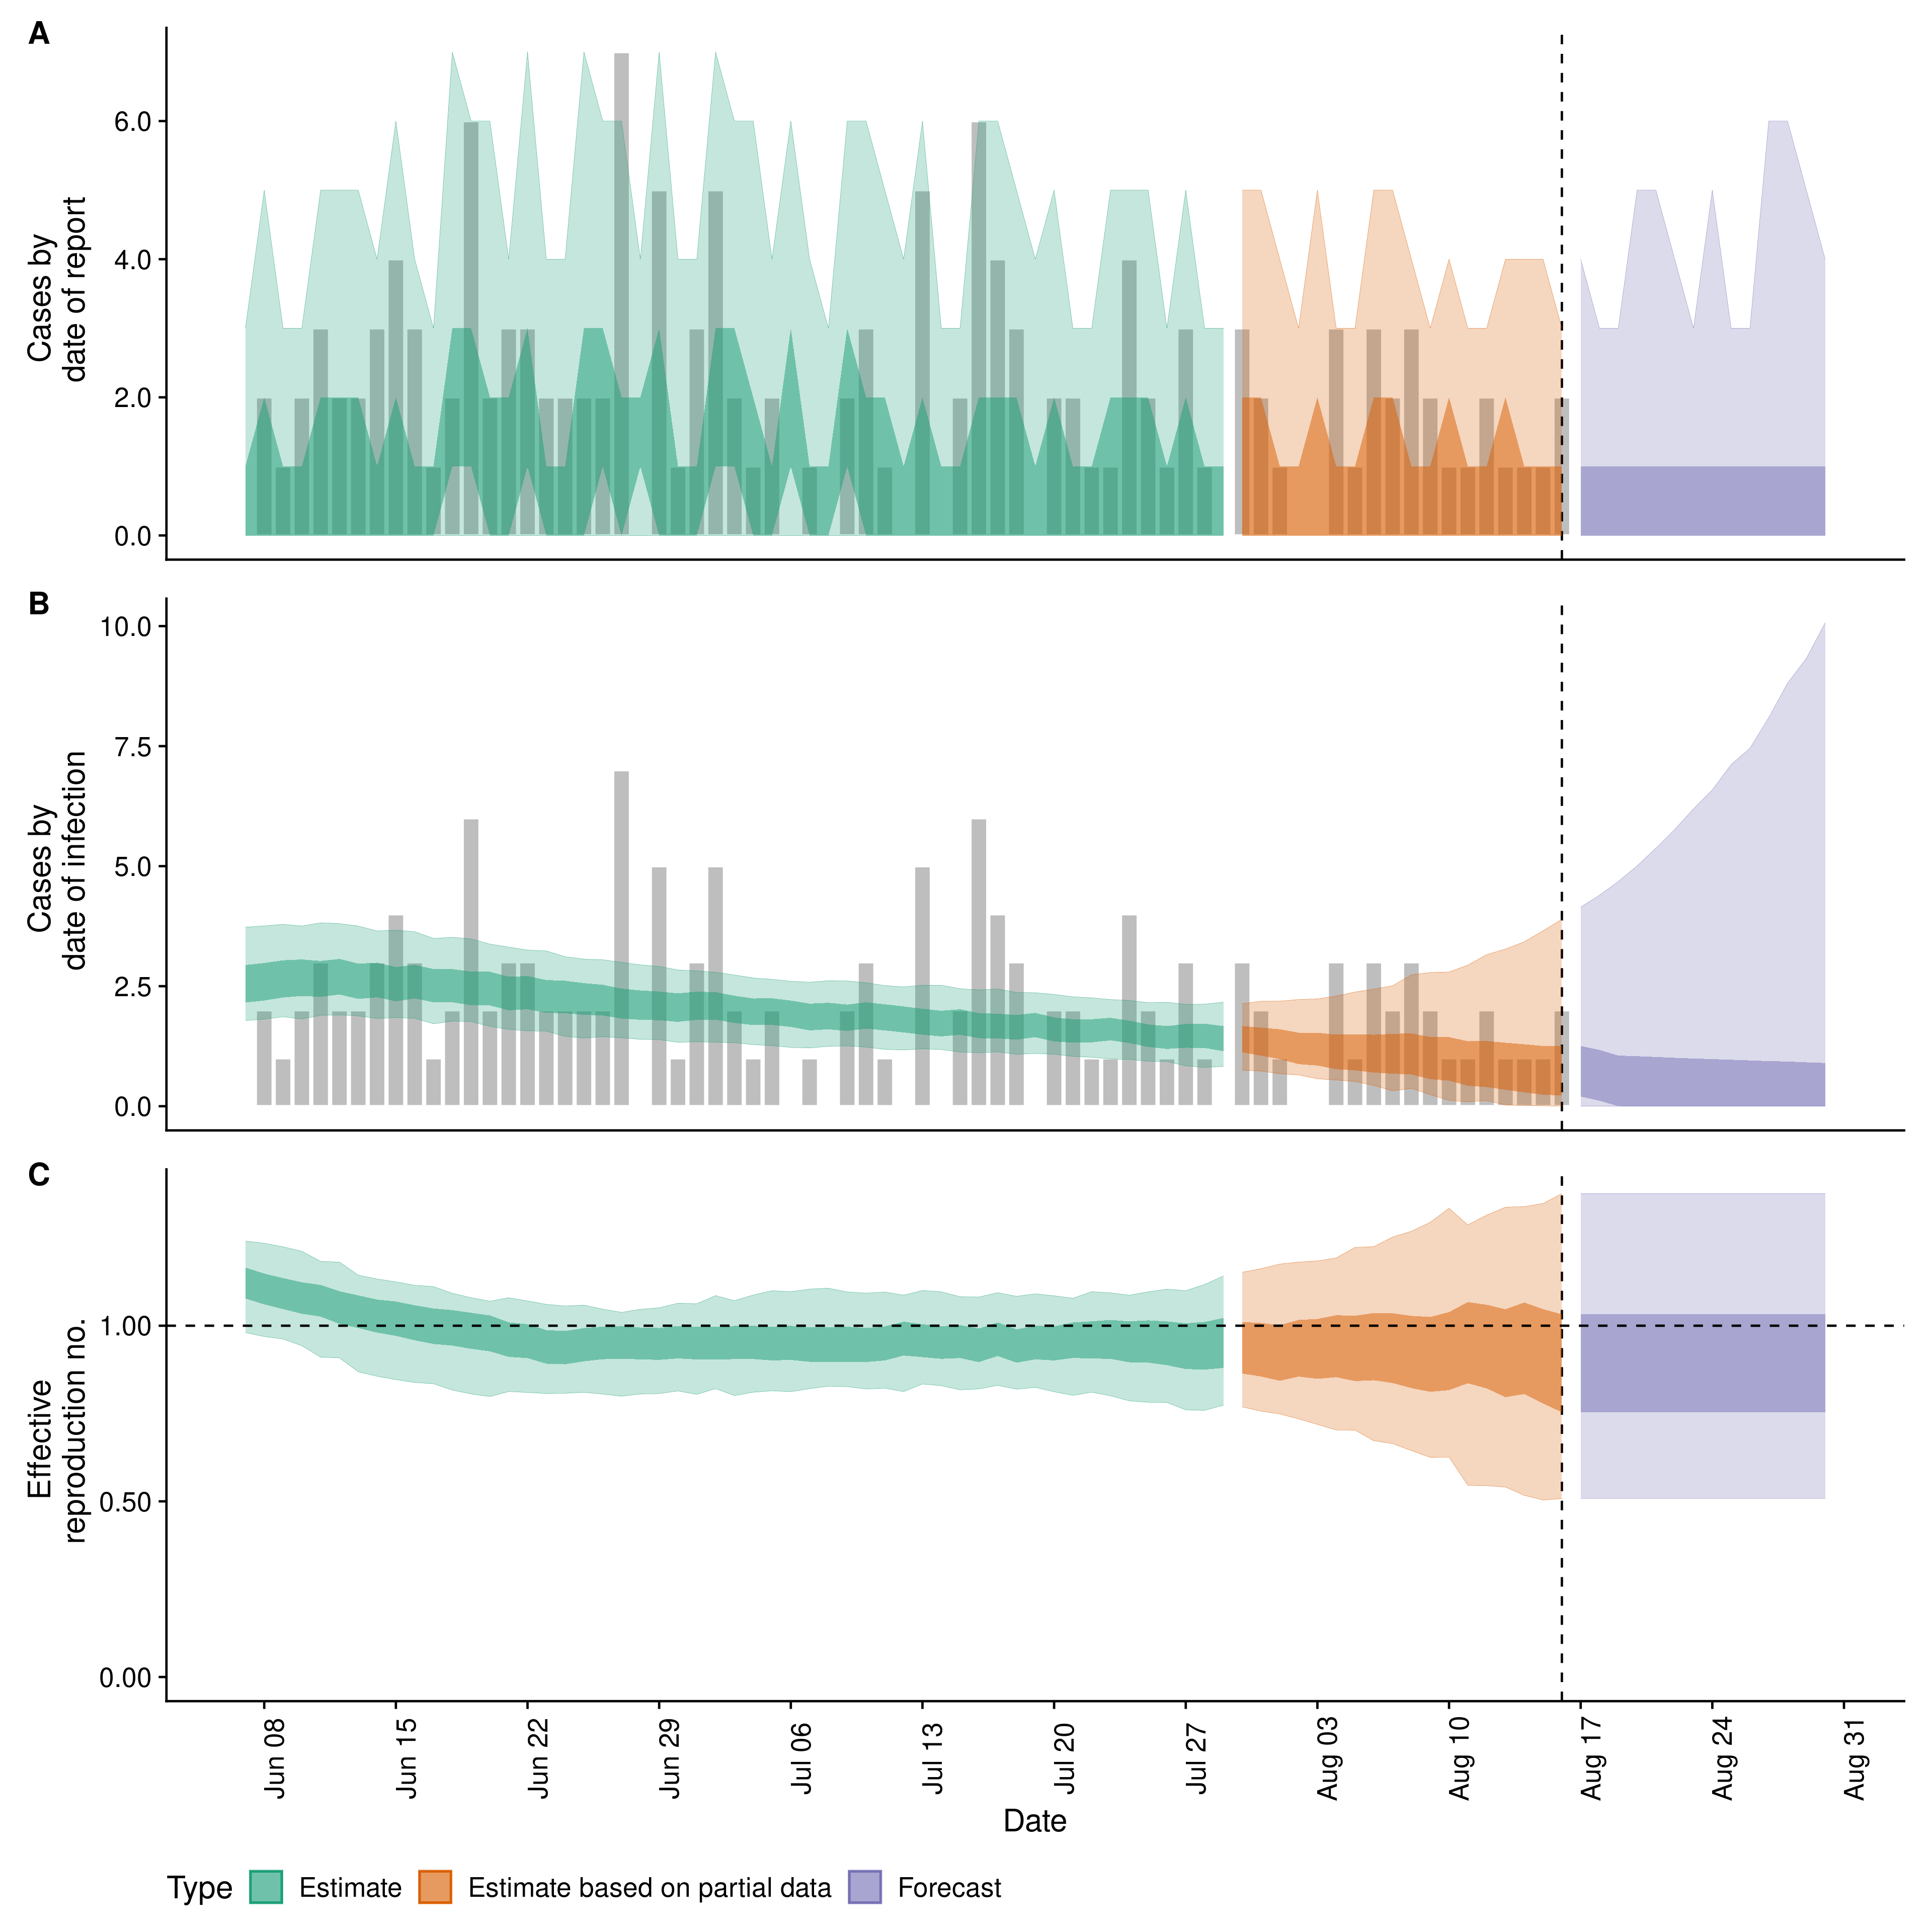 A
Cases by
date of report
6.0
4.0
2.0
0.0
B
Cases by
date of infection
10.0
7.5
5.0
2.5
0.0
C
Effective
reproduction no.
1.00
0.50
0.00
Jun 08
Jun 15
Jun 22
Jun 29
Jul 06
Jul 13
Jul 20
Jul 27
Aug 03
Aug 10
Aug 17
Aug 24
Aug 31
Date
Type Estimate Estimate based on partial data Forecast